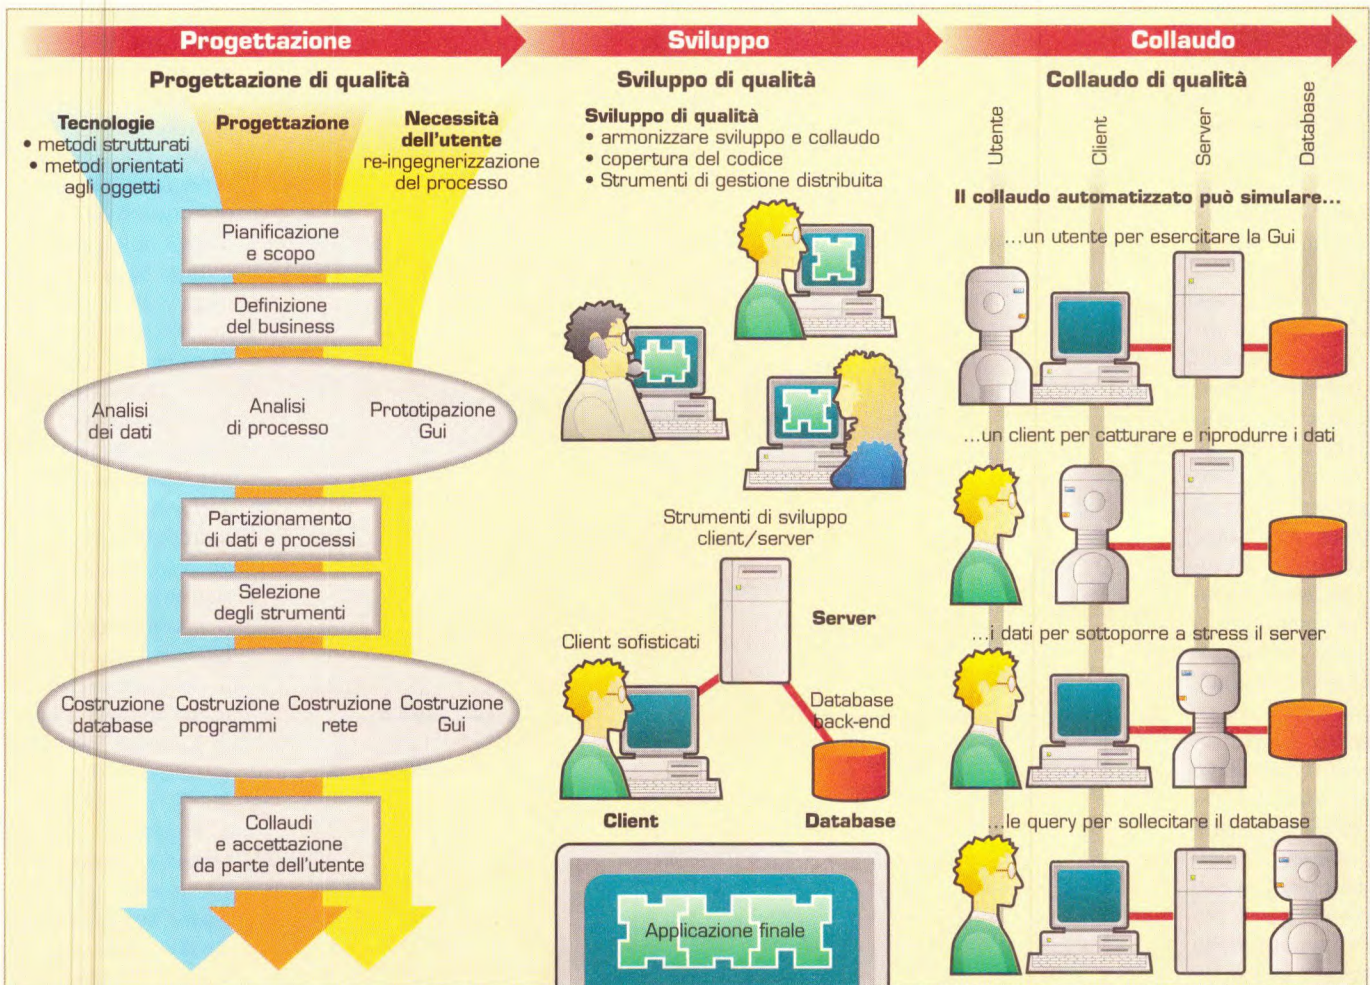 Progettazione
Sviluppo
Collaudo
Progettazione di qualità
Tecnologie
• metodi strutturati
• metodi orientati
agli oggetti
Progettazione
Necessità
dell'utente
re-ingegnerizzazione
del processo
Pianificazione
e scopo
Definizione
del business
Analisi
dei dati
Analisi
di processo
Prototipazione
Gui
Partizionamento
di dati e processi
Selezione
degli strumenti
Costruzione
database
Costruzione
programmi
Costruzione
rete
Costruzione
Gui
Collaudi
e accettazione
da parte dell'utente
Sviluppo di qualità
Sviluppo di qualità
• armonizzare sviluppo e collaudo
• copertura del codice
• Strumenti di gestione distribuita
Strumenti di sviluppo
client/server
Server
Client sofisticati
Database
back-end
Client
Database
Applicazione finale
Collaudo di qualità
Utente
Client
Server
Database
Il collaudo automatizzato può simulare...
...un utente per esercitare la Gui
...un client per catturare e riprodurre i dati
...i dati per sottoporre a stress il server
...le query per sollecitare il database